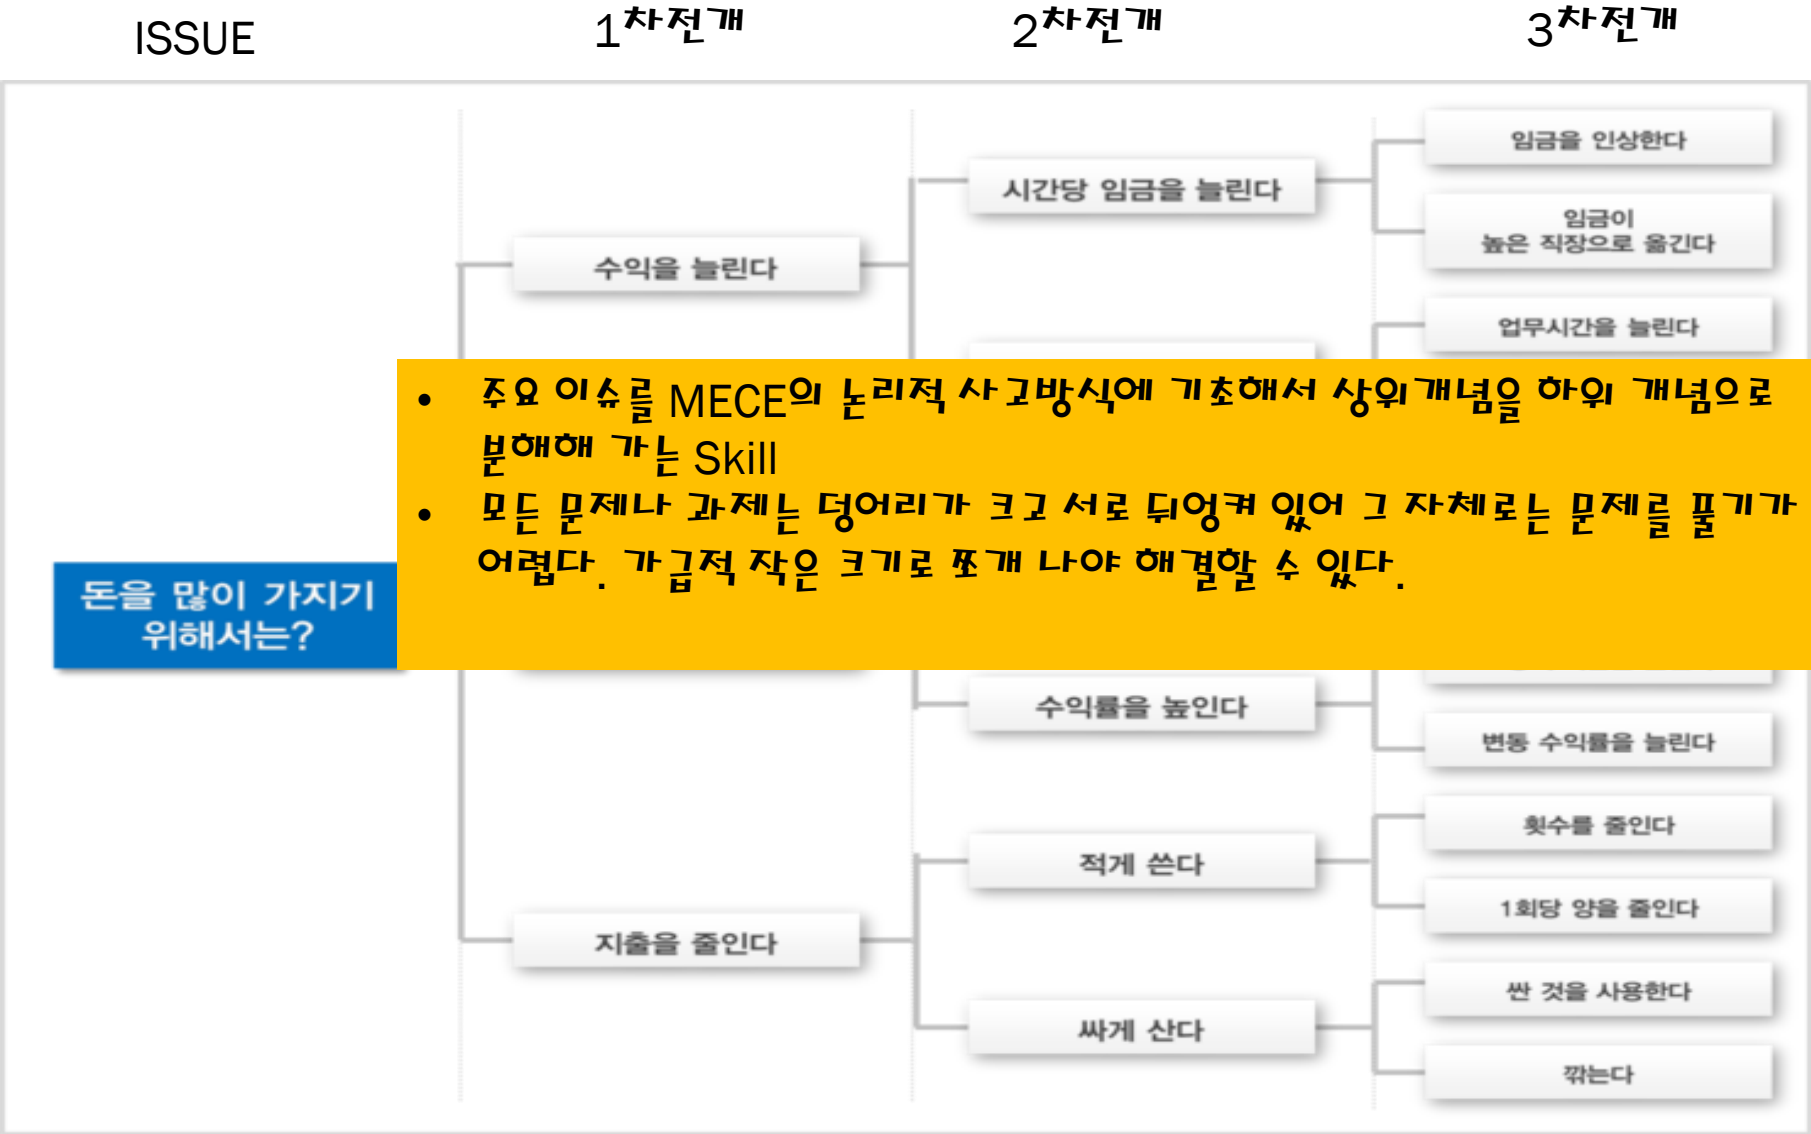 ISSUE
1차전개
2차전개
3차전개
임금을 인상한다
시간당 임금을 늘린다
임금이
높은 직장으로 옮긴다
수익을 늘린다
업무시간을 늘린다
• 주요 이슈를 MECE의 논리적 사고방식에 기초해서 상위개념을 하위 개념으로
분해해 가는 Skill
• 모든 문제나 과제는 덩어리가 크고 서로 뒤엉켜 있어 그 자체로는 문제를 풀기가
어렵다. 가급적 작은 크기로 쪼개 나야 해결할 수 있다.
돈을 많이 가지기
위해서는?
수익률을 높인다
변동 수익률을 늘린다
횟수를 줄인다
적게 쓴다
1회당 양을 줄인다
지출을 줄인다
싼 것을 사용한다
싸게 산다
깎는다